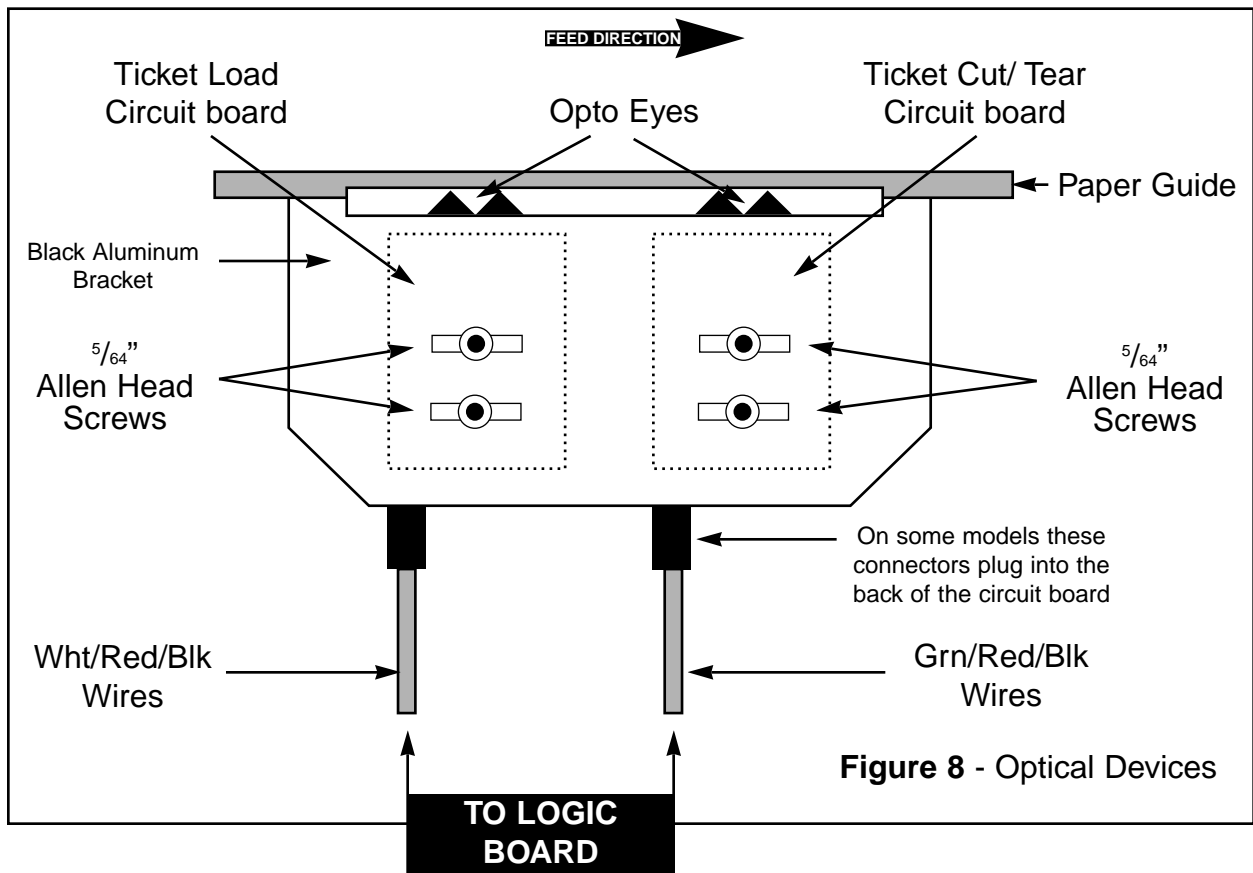 FEED DIRECTION
Ticket Load
Circuit board
Opto Eyes
Ticket Cut/ Tear
Circuit board
Paper Guide
Black Aluminum
Bracket
5/64”
Allen Head
Screws
5/64”
Allen Head
Screws
On some models these
connectors plug into the
back of the circuit board
Wht/Red/Blk
Wires
Grn/Red/Blk
Wires
Figure 8 - Optical Devices
TO LOGIC
BOARD